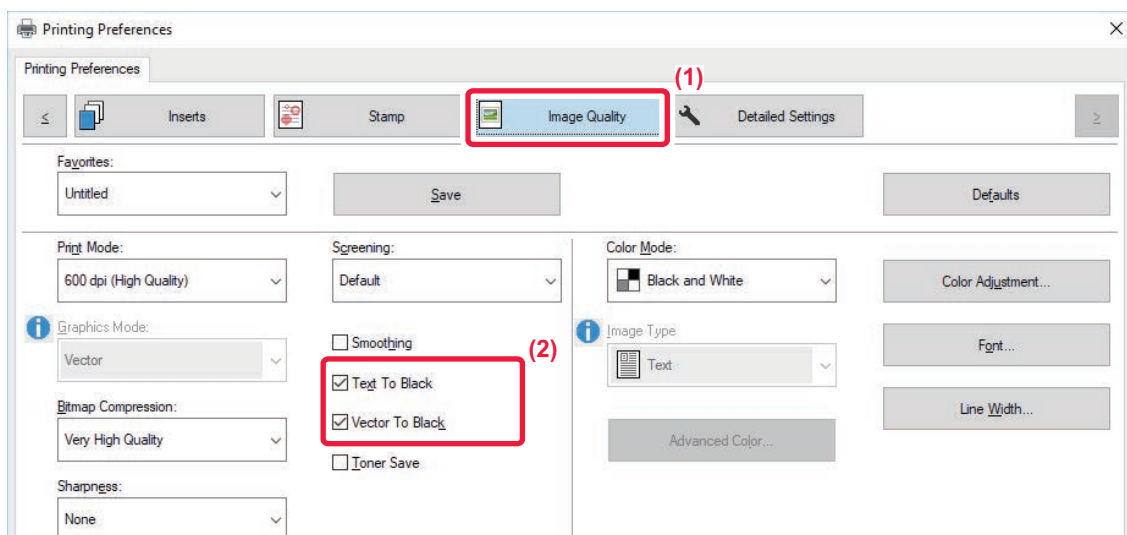 Printing Preferences
Printing Preferences
(1)
≤ Inserts Stamp Image Quality Detailed Settings ≥
Favorites:
Untitled Save Defaults
Print Mode: Screening: Color Mode:
600 dpi (High Quality) Default Black and White Color Adjustment...
Graphics Mode: Smoothing Image Type Font...
Vector (2) Text
Text To Black
Bitmap Compression: Vector To Black Line Width...
Very High Quality Advanced Color...
Toner Save
Sharpness:
None